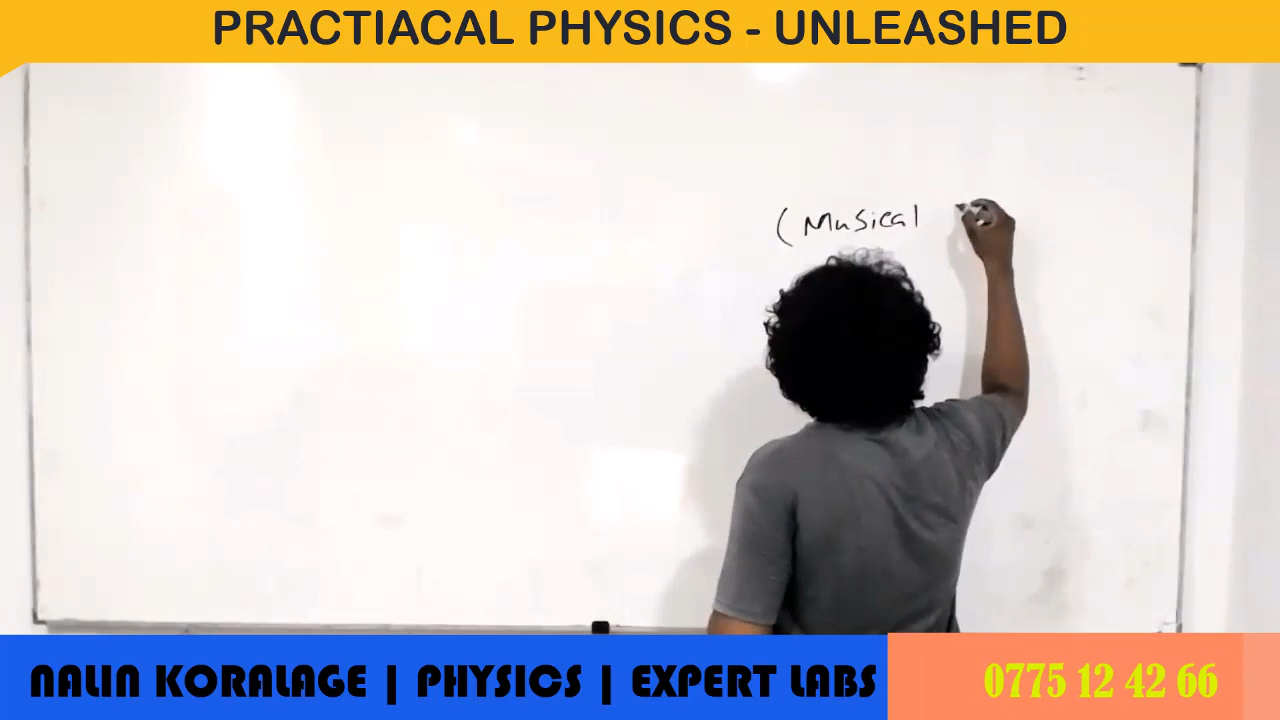 PRACTIACAL PHYSICS - UNLEASHED
(Musical
NALIN KORALAGE | PHYSICS | EXPERT LABS
0775 12 42 66